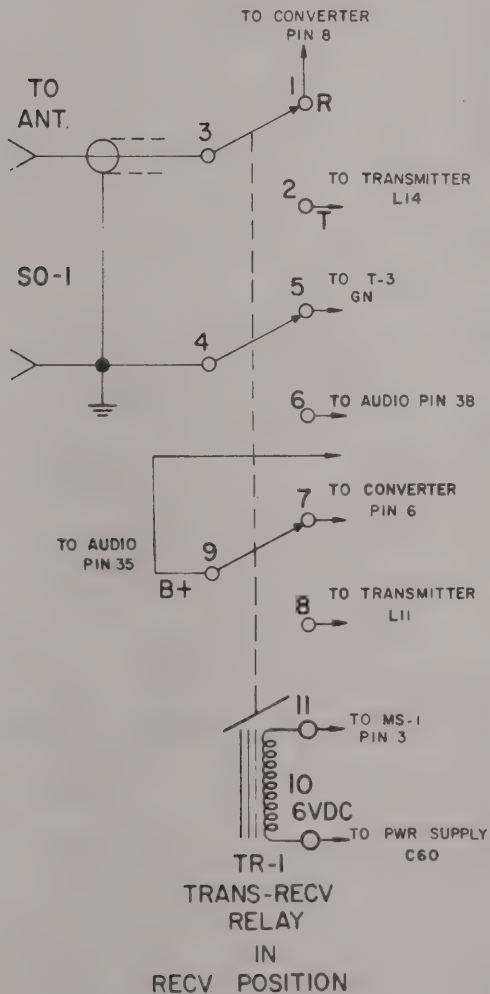 TO CONVERTER
PIN 8
TO
ANT.
1
R
3
2
TO TRANSMITTER
L14
T
SO-1
5
TO T-3
GN
4
6
TO AUDIO PIN 38
7
TO CONVERTER
PIN 6
TO AUDIO
PIN 35
9
B+
8
TO TRANSMITTER
L11
11
TO MS-1
PIN 3
10
6VDC
TO PWR SUPPLY
C60
TR-1
TRANS-RECV
RELAY
IN
RECV POSITION